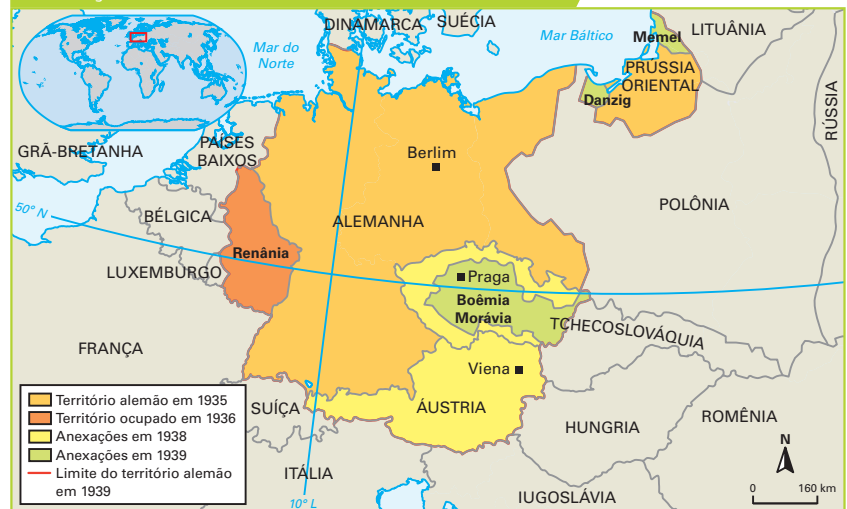 DINAMARCA
SUÉCIA
LITUÂNIA
Mar do
Norte
Mar Báltico
Memel
PRÚSSIA
ORIENTAL
Danzig
RÚSSIA
GRÃ-BRETANHA
PAÍSES
BAIXOS
Berlim
50° N
BÉLGICA
ALEMANHA
POLÔNIA
Renânia
LUXEMBURGO
Praga
Boêmia
Morávia
TCHECOSLOVÁQUIA
FRANÇA
Viena
SUÍÇA
ÁUSTRIA
HUNGRIA
ROMÊNIA
ITÁLIA
IUGOSLÁVIA
10° L
Território alemão em 1935
Território ocupado em 1936
Anexações em 1938
Anexações em 1939
Limite do território alemão
em 1939
N
0 160 km